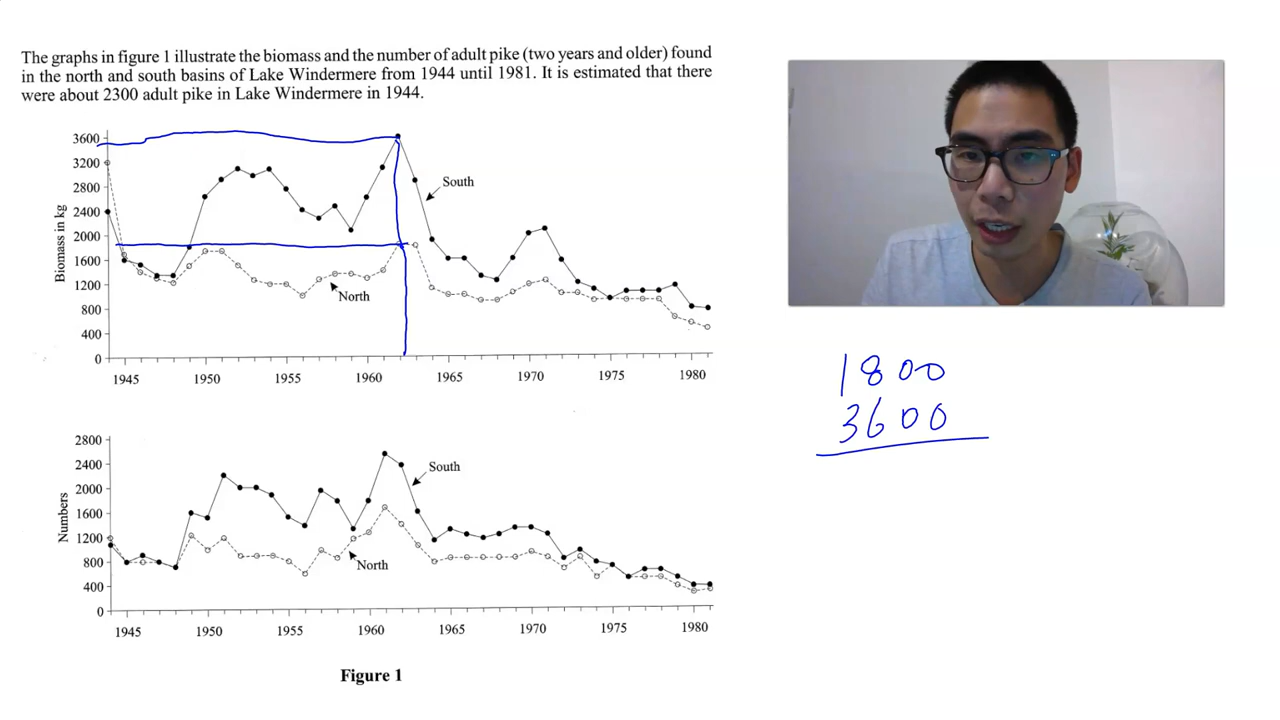 The graphs in figure 1 illustrate the biomass and the number of adult pike (two years and older) found
in the north and south basins of Lake Windermere from 1944 until 1981. It is estimated that there
were about 2300 adult pike in Lake Windermere in 1944.
3600
3200
2800
2400
2000
1600
1200
800
400
0
Biomass in kg
South
North
1945 1950 1955 1960 1965 1970 1975 1980
2800
2400
2000
1600
1200
800
400
0
Numbers
South
North
1945 1950 1955 1960 1965 1970 1975 1980
Figure 1
1800
3600